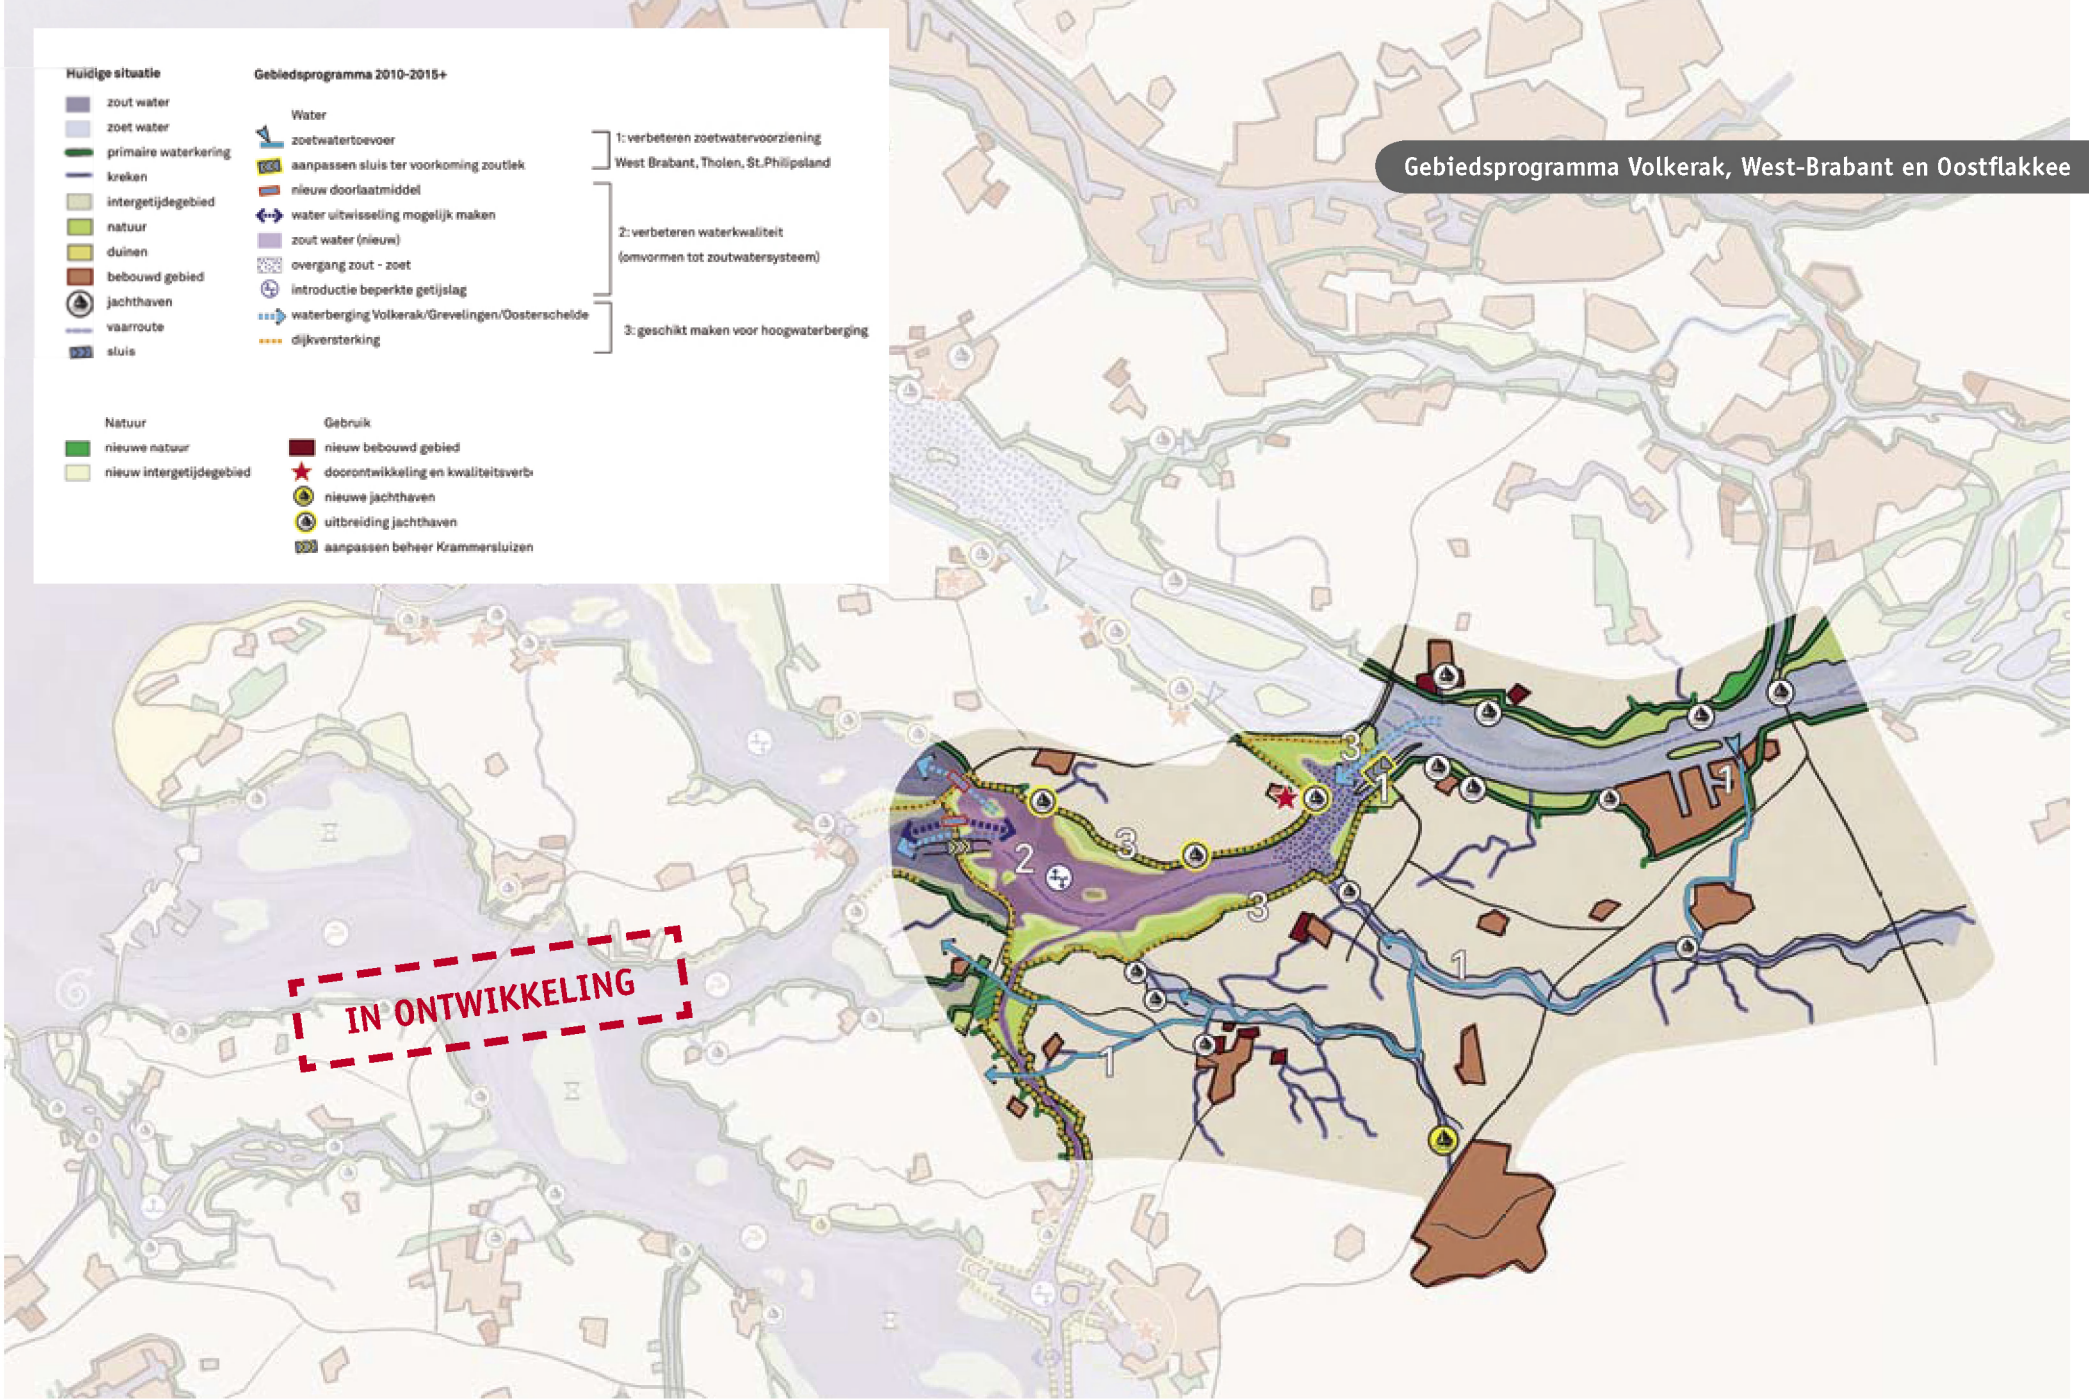 Gebiedsprogramma Volkerak, West-Brabant en Oostflakkee
Huidige situatie
zout water
zoet water
primaire waterkering
kreken
intergetijdegebied
natuur
duinen
bebouwd gebied
jachthaven
vaarroute
sluis
Gebiedsprogramma 2010-2015+
Water
zoetwatertoevoer
aanpassen sluis ter voorkoming zoutlek
nieuw doorlaatmiddel
water uitwisseling mogelijk maken
zout water (nieuw)
overgang zout - zoet
introductie beperkte getijslag
waterberging Volkerak/Grevelingen/Oosterschelde
dijkversterking
1: verbeteren zoetwatervoorziening
West Brabant, Tholen, St.Philipsland
2: verbeteren waterkwaliteit
(omvormen tot zoutwatersysteem)
3: geschikt maken voor hoogwaterberging
Natuur
nieuwe natuur
nieuw intergetijdegebied
Gebruik
nieuw bebouwd gebied
doorontwikkeling en kwaliteitsverb
nieuwe jachthaven
uitbreiding jachthaven
aanpassen beheer Krammersluizen
3
1
1
3
2
3
1
1
IN ONTWIKKELING